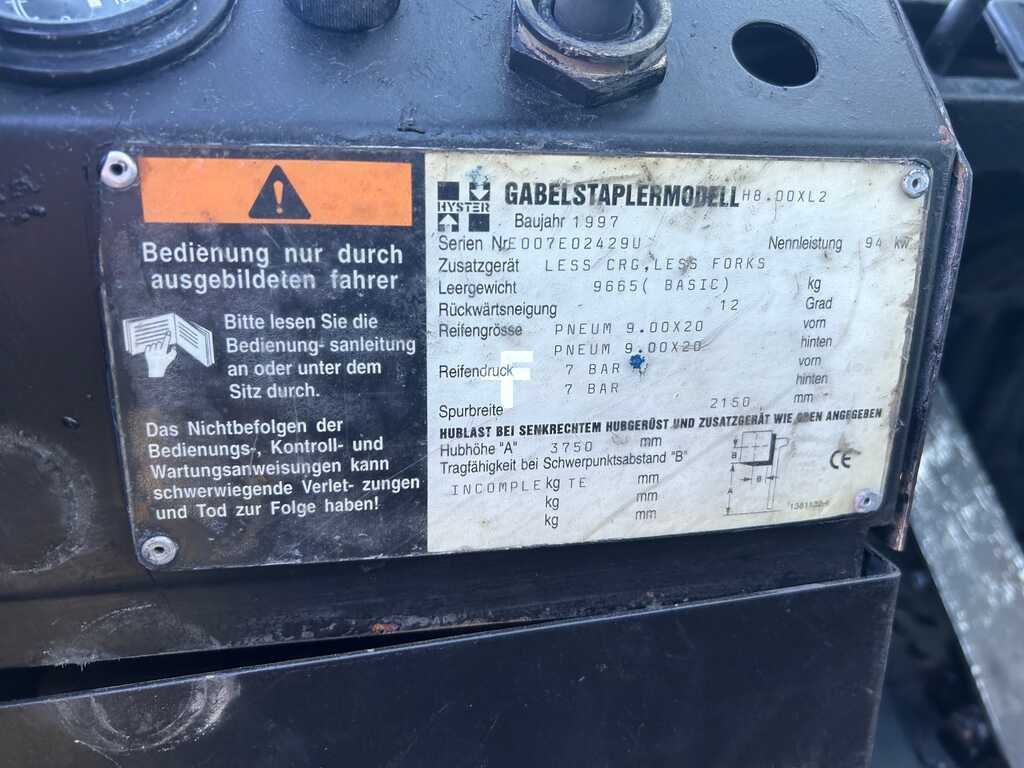 Bedienung nur durch
ausgebildeten fahrer
Bitte lesen Sie die
Bedienung- sanleitung
an oder unter dem
Sitz durch.
Das Nichtbefolgen der
Bedienungs-, Kontroll- und
Wartungsanweisungen kann
schwerwiegende Verlet- zungen
und Tod zur Folge haben!
HYSTER
GABELSTAPLERMODELL H8.00XL2
Baujahr 1997
Serien Nr E007E02429U Nennleistung 94 kw
Zusatzgerät LESS CRG,LESS FORKS
Leergewicht 9665( BASIC) kg
Rückwärtsneigung 12 Grad
Reifengrösse PNEUM 9.00X20 vorn
PNEUM 9.00X20 hinten
Reifendruck 7 BAR vorn
7 BAR hinten
Spurbreite 2150 mm
HUBLAST BEI SENKRECHTEM HUBGERÜST UND ZUSATZGERÄT WIE OBEN ANGEGEBEN
Hubhöhe "A" 3750 mm
Tragfähigkeit bei Schwerpunktsabstand "B"
INCOMPLE kg TE mm
kg mm
kg mm
B
A
B
CE